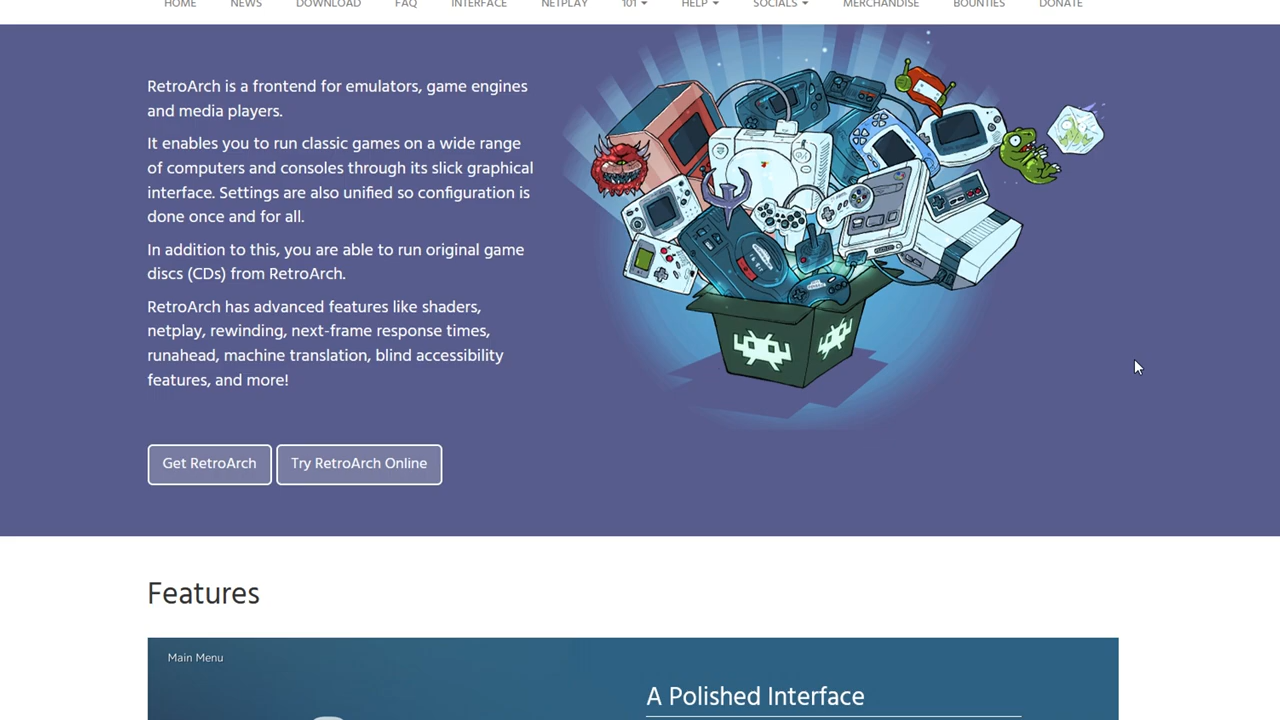 HOME NEWS DOWNLOAD FAQ INTERFACE NETPLAY 101 HELP SOCIALS MERCHANDISE BOUNTIES DONATE
RetroArch is a frontend for emulators, game engines
and media players.
It enables you to run classic games on a wide range
of computers and consoles through its slick graphical
interface. Settings are also unified so configuration is
done once and for all.
In addition to this, you are able to run original game
discs (CDs) from RetroArch.
RetroArch has advanced features like shaders,
netplay, rewinding, next-frame response times,
runahead, machine translation, blind accessibility
features, and more!
Get RetroArch Try RetroArch Online
Features
Main Menu
A Polished Interface